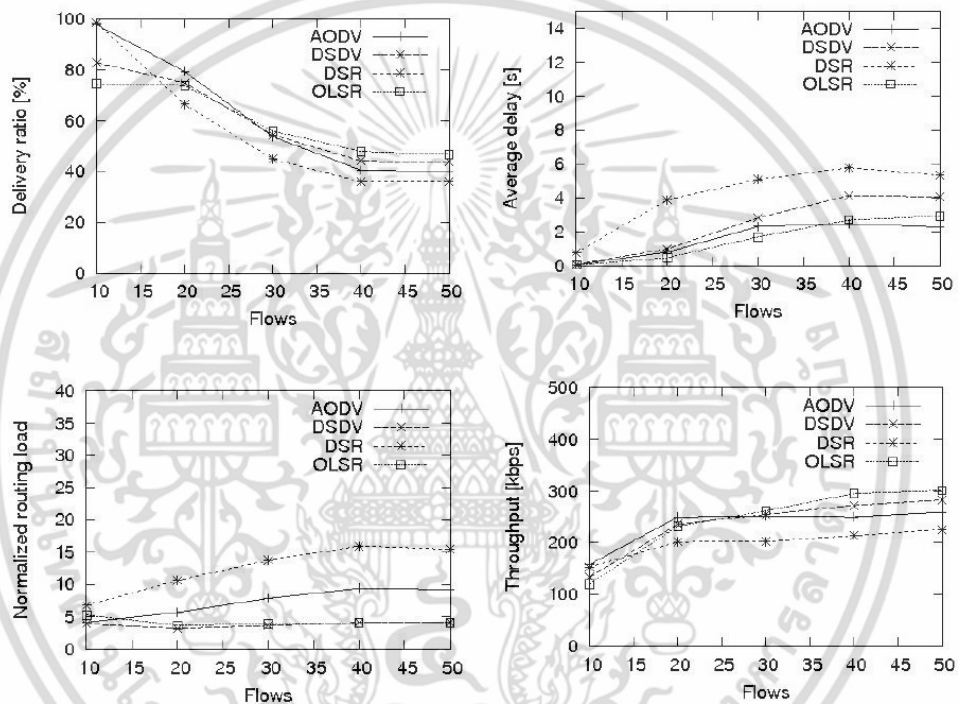 100
80
60
40
20
0
10 15 20 25 30 35 40 45 50
Delivery ratio [%]
Flows
AODV
DSDV
DSR
OLSR
14
12
10
8
6
4
2
0
10 15 20 25 30 35 40 45 50
Average delay [s]
Flows
AODV
DSDV
DSR
OLSR
40
35
30
25
20
15
10
5
0
10 15 20 25 30 35 40 45 50
Normalized routing load
Flows
AODV
DSDV
DSR
OLSR
500
400
300
200
100
0
10 15 20 25 30 35 40 45 50
Throughput [kbps]
Flows
AODV
DSDV
DSR
OLSR